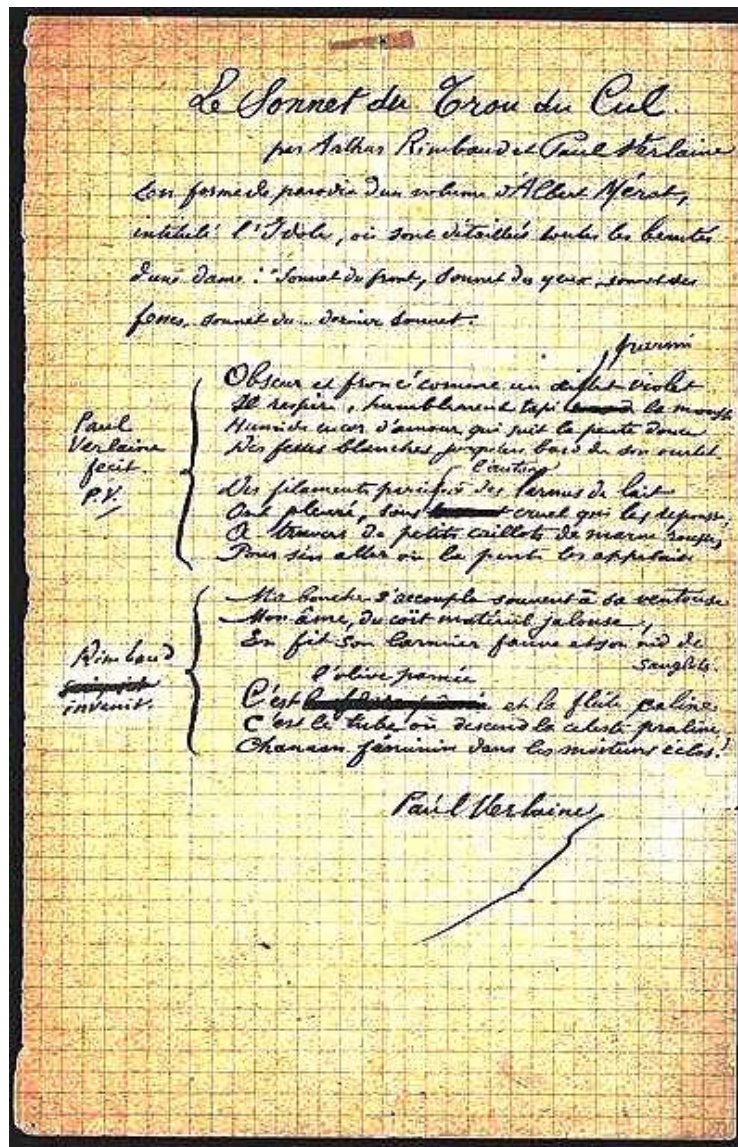 Le Sonnet du Trou du Cul
par Arthur Rimbaud et Paul Verlaine
En forme de parodie d'un volume d'Albert Mérat,
intitulé l'Idole, où sont détaillées toutes les beautés
d'une dame : "Sonnet du front, sonnet des yeux, sonnet des
fesses, sonnet du... dernier sonnet.
parmi
Paul
Verlaine
fecit.
P.V.
Obscur et froncé comme un œillet violet
Il respire, humblement tapi la mousse
Humide encor d'amour qui suit la pente douce
Des fesses blanches jusqu'au bord de son ourlet.
l'autan
Des filaments pareils à des larmes de lait
Ont pleuré, sous cruel qui les repousse,
À travers de petits caillots de marne rousse,
Pour s'en aller où la pente les appelait.
Rimbaud
invenit.
Ma bouche s'accoupla souvent à sa ventouse
Mon âme, du coït matériel jalouse,
En fit son larmier fauve et son nid de
sanglots.
l'olive pamée
C'est et la flûte caline
C'est le tube où descend la céleste praline,
Chanaan féminin dans les moiteurs éclos.!
Paul Verlaine